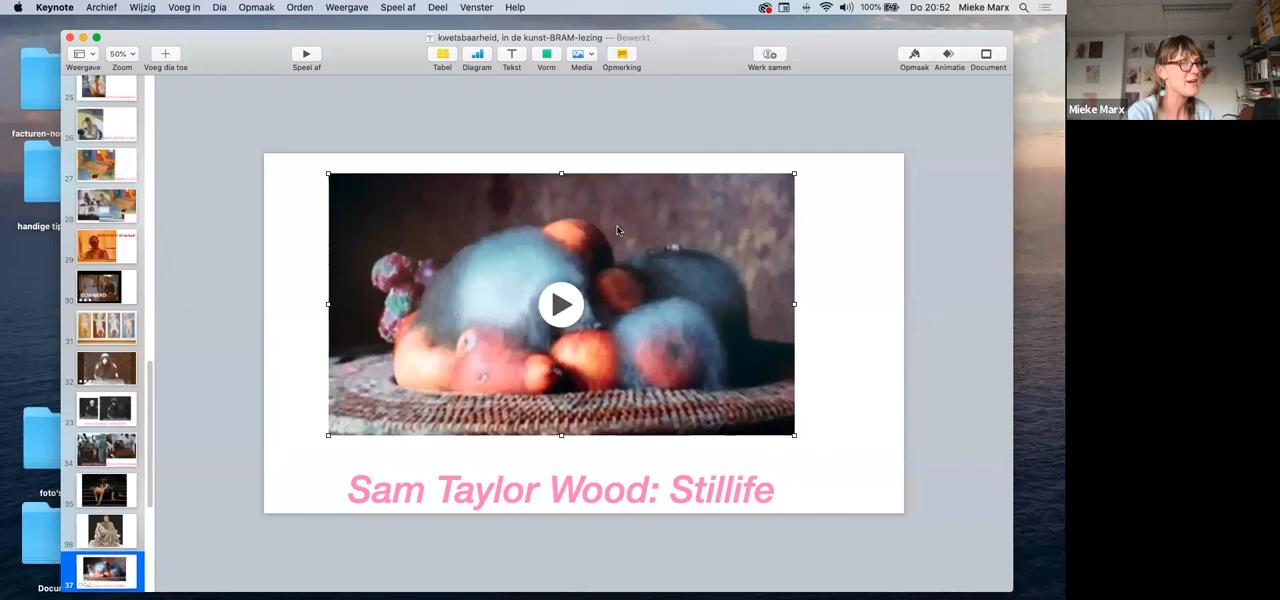 Keynote Archief Wijzig Voeg in Dia Opmaak Orden Weergave Speel af Deel Venster Help
100% Do 20:52 Mieke Marx
kwetsbaarheid, in de kunst-BRAM-lezing — Bewerkt
50%
Weergave Zoom Voeg dia toe Speel af Tabel Diagram Tekst Vorm Media Opmerking Werk samen Opmaak Animatie Document
Mieke Marx
facturen-no
handige tip
foto's
Docum
25
26
27
28
29
30
BONNARD
31
32
33
34
35
36
37
Sam Taylor Wood: Stillife